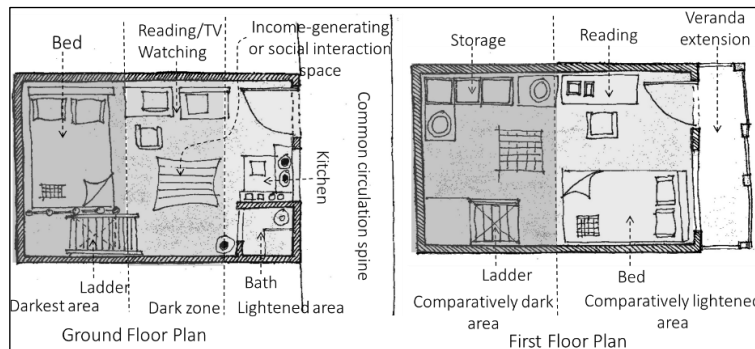 Bed
Reading/TV
Watching
Income-generating
or social interaction
space
Kitchen
Common circulation spine
Ladder
Bath
Darkest area
Dark zone
Lightened area
Ground Floor Plan
Storage
Reading
Veranda
extension
Ladder
Bed
Comparatively dark
area
Comparatively lightened
area
First Floor Plan